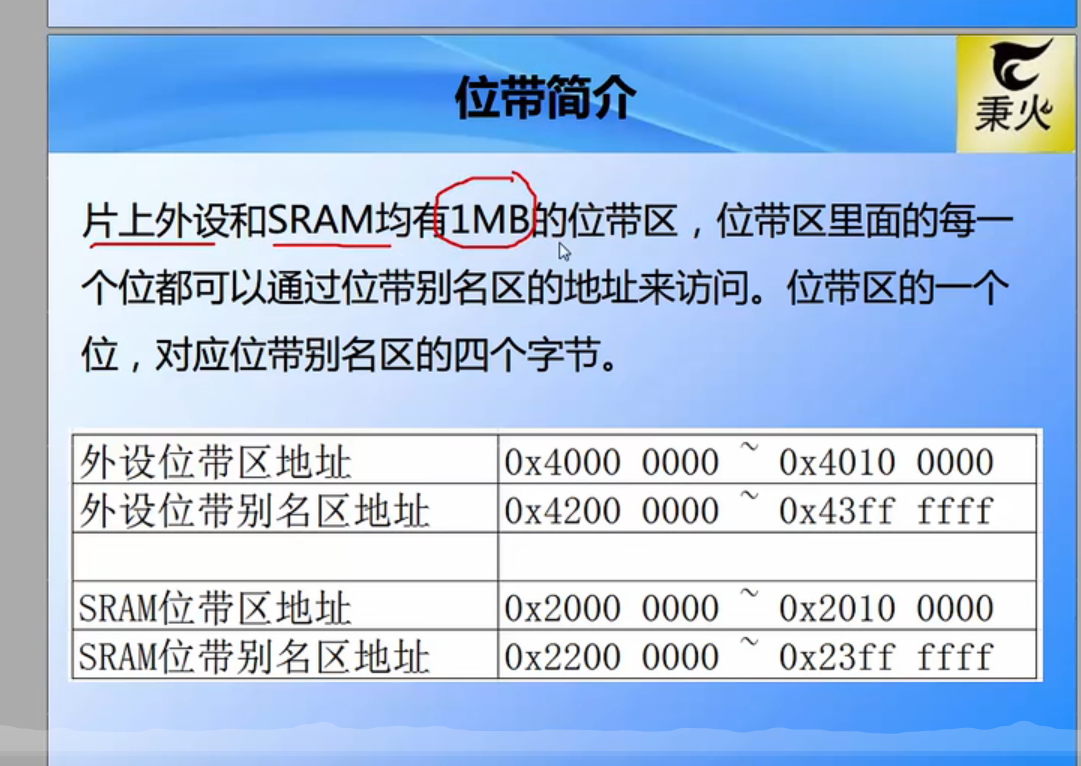 位带简介
秉火
片上外设和SRAM均有1MB的位带区，位带区里面的每一
个位都可以通过位带别名区的地址来访问。位带区的一个
位，对应位带别名区的四个字节。
外设位带区地址 0x4000 0000 ~ 0x4010 0000
外设位带别名区地址 0x4200 0000 ~ 0x43ff ffff
SRAM位带区地址 0x2000 0000 ~ 0x2010 0000
SRAM位带别名区地址 0x2200 0000 ~ 0x23ff ffff